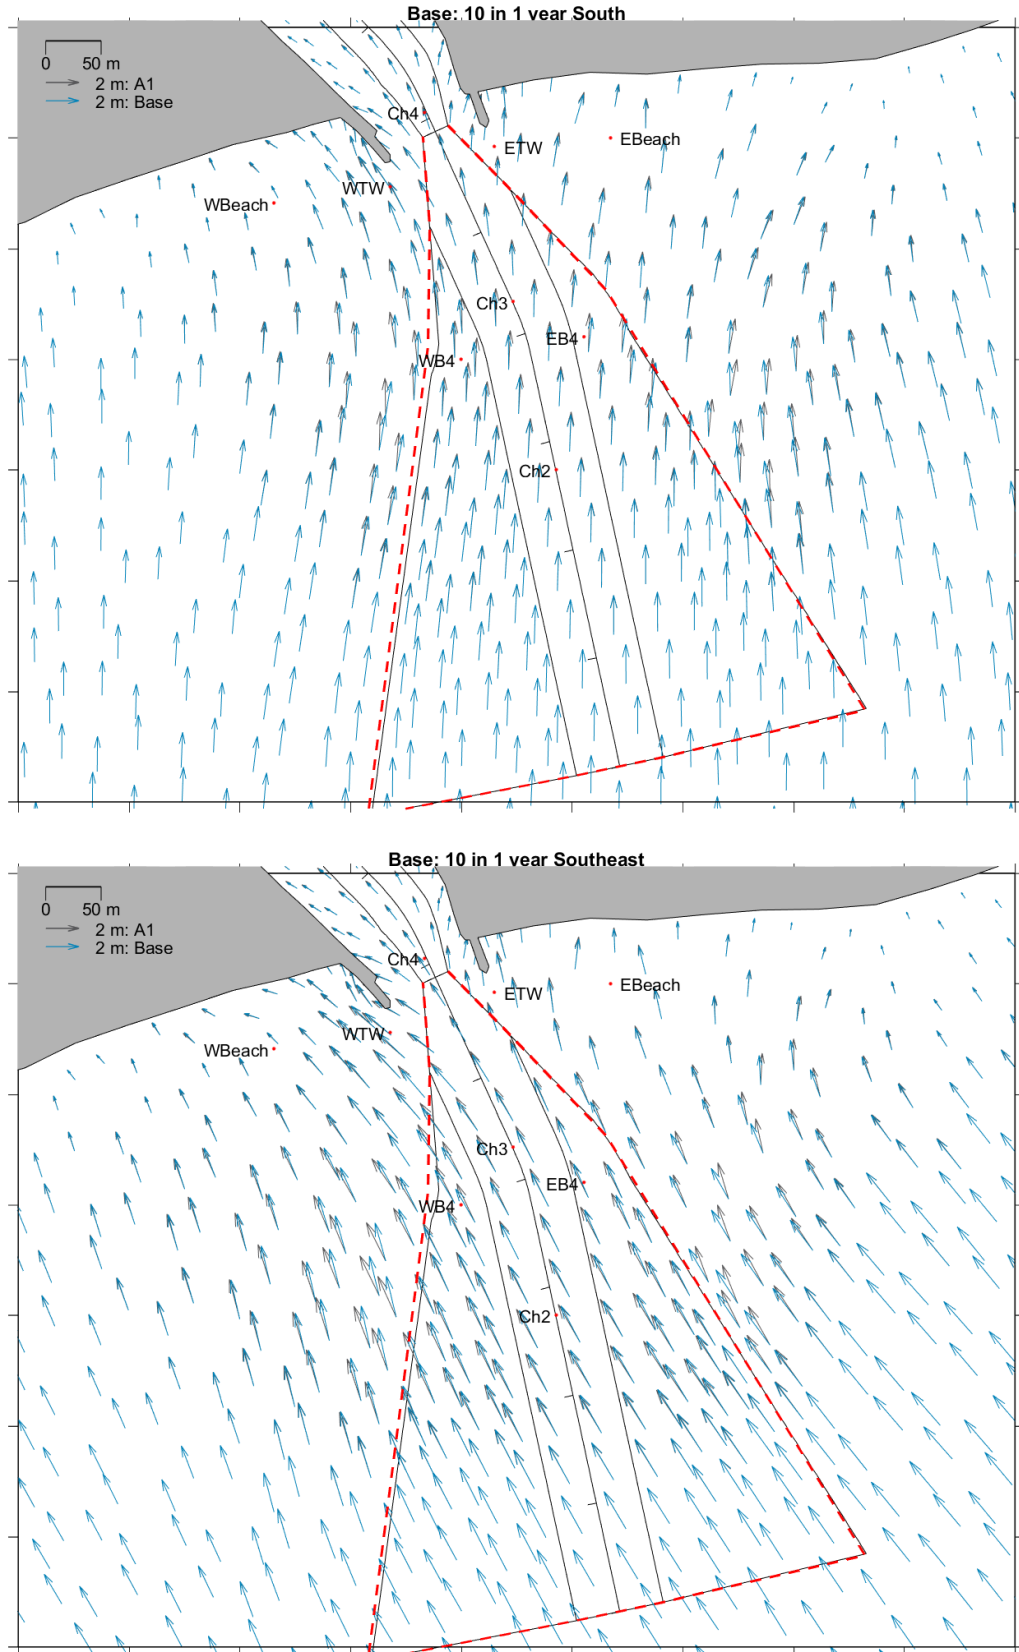 Base: 10 in 1 year South
0 50 m
2 m: A1
2 m: Base
Ch4
ETW
EBeach
WTW
WBeach
Ch3
EB4
WB4
Ch2
Base: 10 in 1 year Southeast
0 50 m
2 m: A1
2 m: Base
Ch4
EBeach
ETW
WTW
WBeach
Ch3
EB4
WB4
Ch2